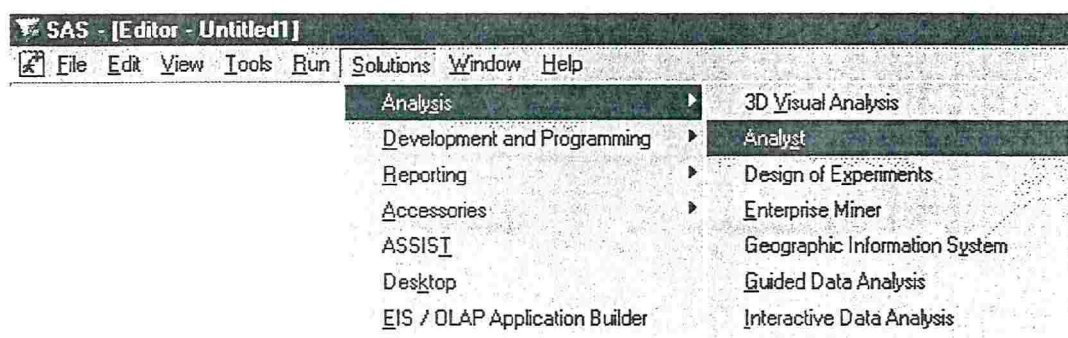 SAS - [Editor - Untitled1]
File Edit View Tools Run Solutions Window Help
Analysis
Development and Programming
Reporting
Accessories
ASSIST
Desktop
EIS / OLAP Application Builder
3D Visual Analysis
Analyst
Design of Experiments
Enterprise Miner
Geographic Information System
Guided Data Analysis
Interactive Data Analysis